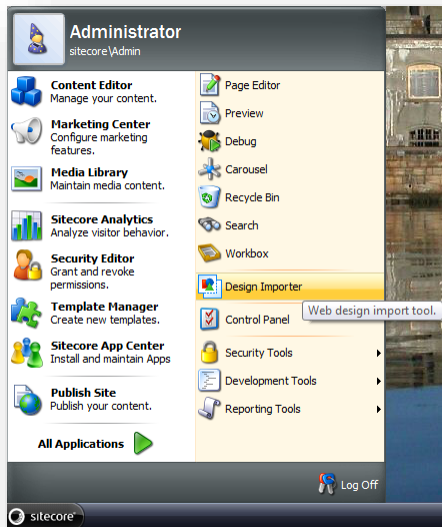 Administrator
sitecore\Admin
Content Editor
Manage your content.
Marketing Center
Configure marketing
features.
Media Library
Maintain media content.
Sitecore Analytics
Analyze visitor behavior.
Security Editor
Grant and revoke
permissions.
Template Manager
Create new templates.
Sitecore App Center
Install and maintain Apps
Publish Site
Publish your content.
All Applications
Page Editor
Preview
Debug
Carousel
Recycle Bin
Search
Workbox
Design Importer
Web design import tool.
Control Panel
Security Tools
Development Tools
Reporting Tools
Log Off
sitecore